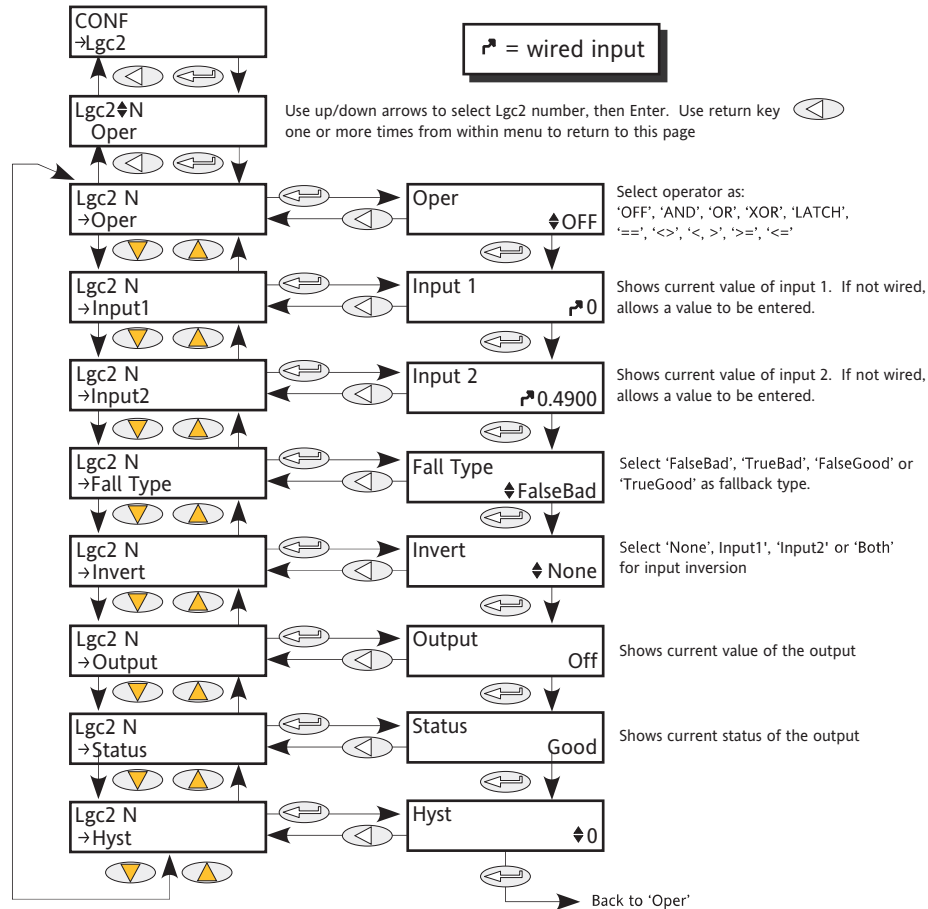 CONF
→Lgc2
= wired input
Lgc2♦N
Oper
Use up/down arrows to select Lgc2 number, then Enter.  Use return key
one or more times from within menu to return to this page
Lgc2 N
→Oper
Oper
♦OFF
Select operator as:
‘OFF’, ‘AND’, ‘OR’, ‘XOR’, ‘LATCH’,
‘==’, ‘<>’, ‘<, >’, ‘>=’, ‘<=’
Lgc2 N
→Input1
Input 1
0
Shows current value of input 1.  If not wired,
allows a value to be entered.
Lgc2 N
→Input2
Input 2
0.4900
Shows current value of input 2.  If not wired,
allows a value to be entered.
Lgc2 N
→Fall Type
Fall Type
♦FalseBad
Select ‘FalseBad’, ‘TrueBad’, ‘FalseGood’ or
‘TrueGood’ as fallback type.
Lgc2 N
→Invert
Invert
♦ None
Select ‘None’, Input1', ‘Input2' or ‘Both’
for input inversion
Lgc2 N
→Output
Output
Off
Shows current value of the output
Lgc2 N
→Status
Status
Good
Shows current status of the output
Lgc2 N
→Hyst
Hyst
♦0
Back to ‘Oper’